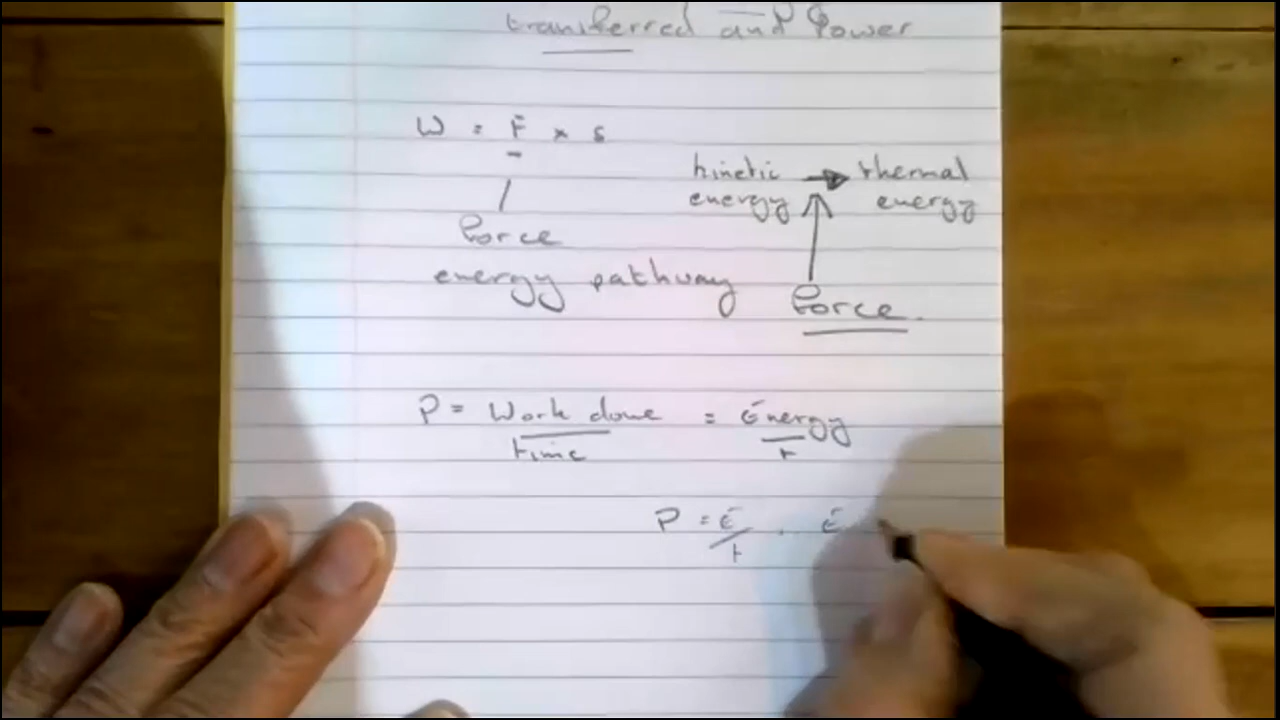 transferred and Power
W = F × s
kinetic → thermal
energy energy
force
energy pathway
force.
P = Work done = Energy
time t
P = E . E
t